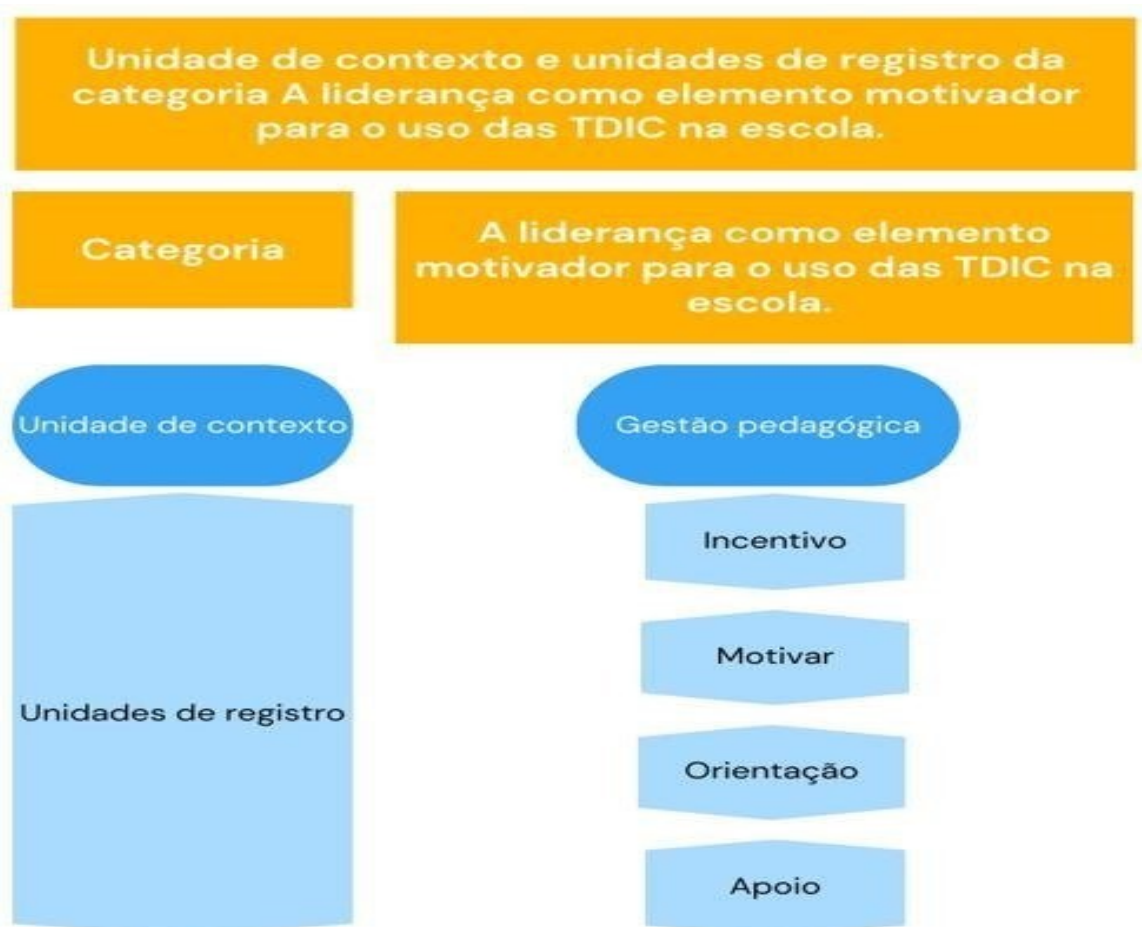 Unidade de contexto e unidades de registro da
categoria A liderança como elemento motivador
para o uso das TDIC na escola.
Categoria
A liderança como elemento
motivador para o uso das TDIC na
escola.
Unidade de contexto
Gestão pedagógica
Unidades de registro
Incentivo
Motivar
Orientação
Apoio